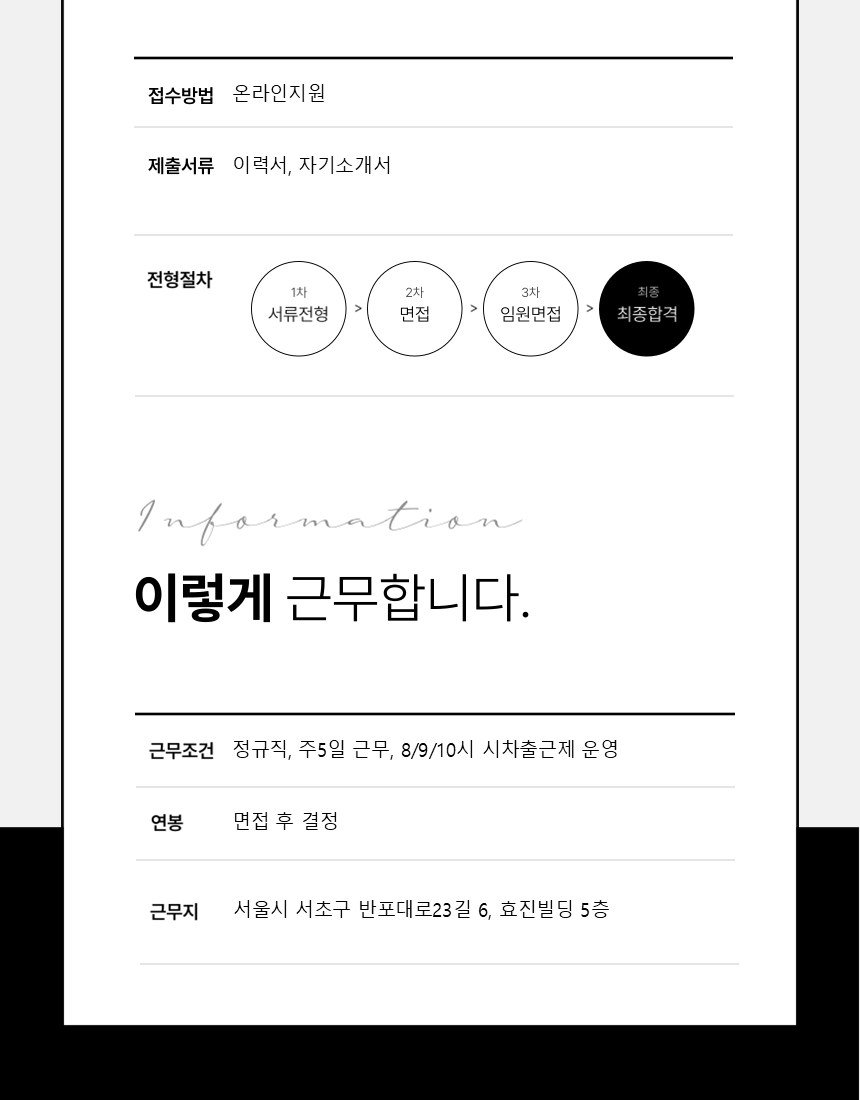 접수방법 온라인지원
제출서류 이력서, 자기소개서
전형절차
1차 서류전형 > 2차 면접 > 3차 임원면접 > 최종 최종합격
Information
이렇게 근무합니다.
근무조건 정규직, 주5일 근무, 8/9/10시 시차출근제 운영
연봉 면접 후 결정
근무지 서울시 서초구 반포대로23길 6, 효진빌딩 5층